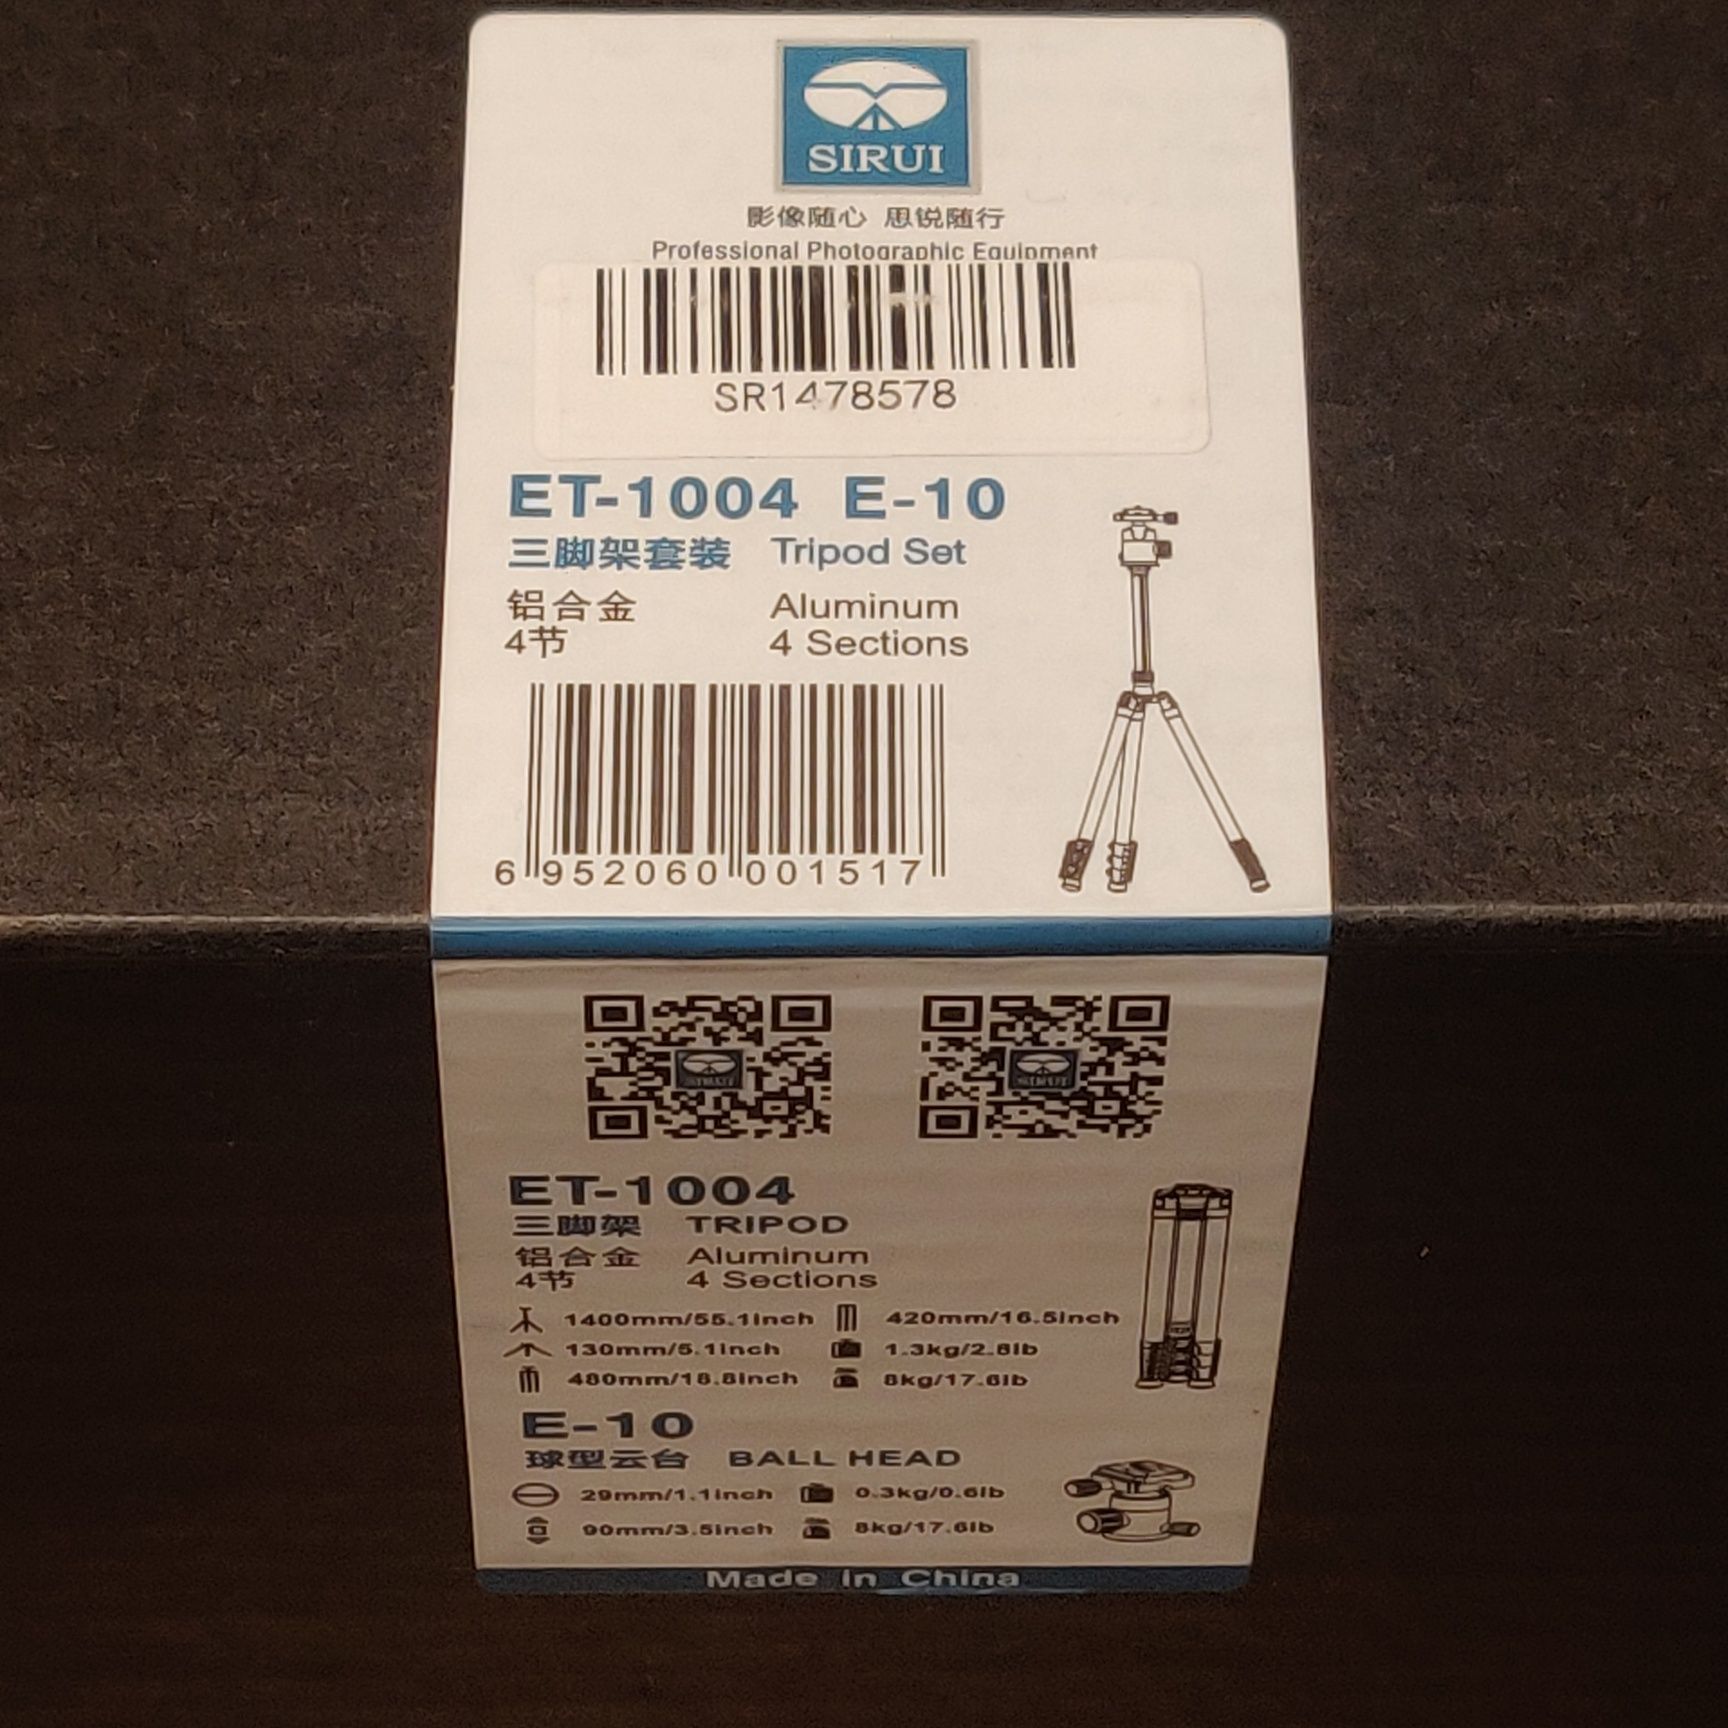 SIRUI
影像随心 思锐随行
Professional Photographic Equipment
SR1478578
ET-1004 E-10
三脚架套装 Tripod Set
铝合金 Aluminum
4节 4 Sections
6 952060 001517
ET-1004
三脚架 TRIPOD
铝合金 Aluminum
4节 4 Sections
1400mm/55.1inch 420mm/16.5inch
130mm/5.1inch 1.3kg/2.8lb
480mm/18.8inch 8kg/17.6lb
E-10
球型云台 BALL HEAD
29mm/1.1inch 0.3kg/0.6lb
90mm/3.5inch 8kg/17.6lb
Made in China